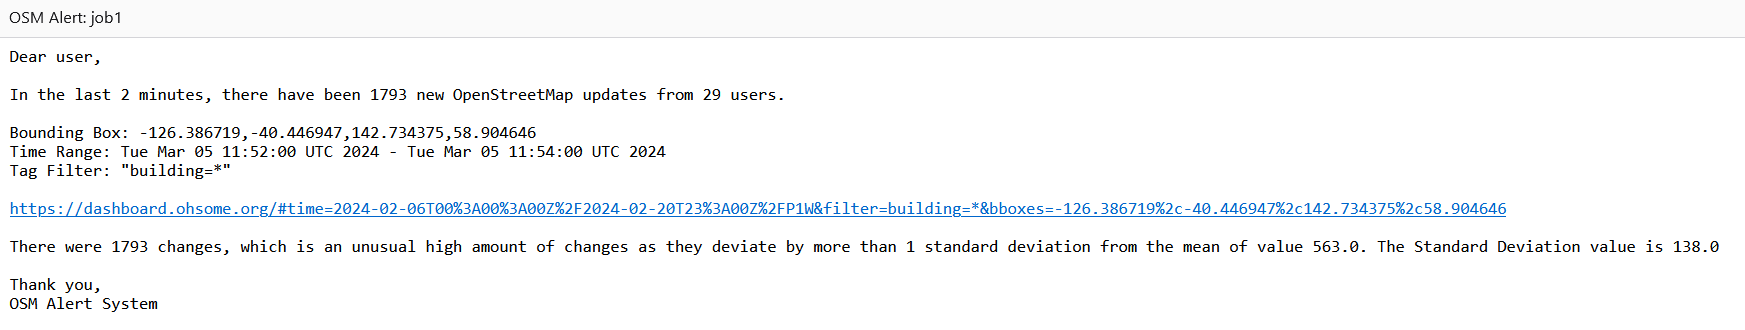 OSM Alert: job1
Dear user,
In the last 2 minutes, there have been 1793 new OpenStreetMap updates from 29 users.
Bounding Box: -126.386719,-40.446947,142.734375,58.904646
Time Range: Tue Mar 05 11:52:00 UTC 2024 - Tue Mar 05 11:54:00 UTC 2024
Tag Filter: "building=*"
https://dashboard.ohsome.org/#time=2024-02-06T00%3A00%3A00Z%2F2024-02-20T23%3A00Z%2FP1W&filter=building=*&bboxes=-126.386719%2c-40.446947%2c142.734375%2c58.904646
There were 1793 changes, which is an unusual high amount of changes as they deviate by more than 1 standard deviation from the mean of value 563.0. The Standard Deviation value is 138.0
Thank you,
OSM Alert System